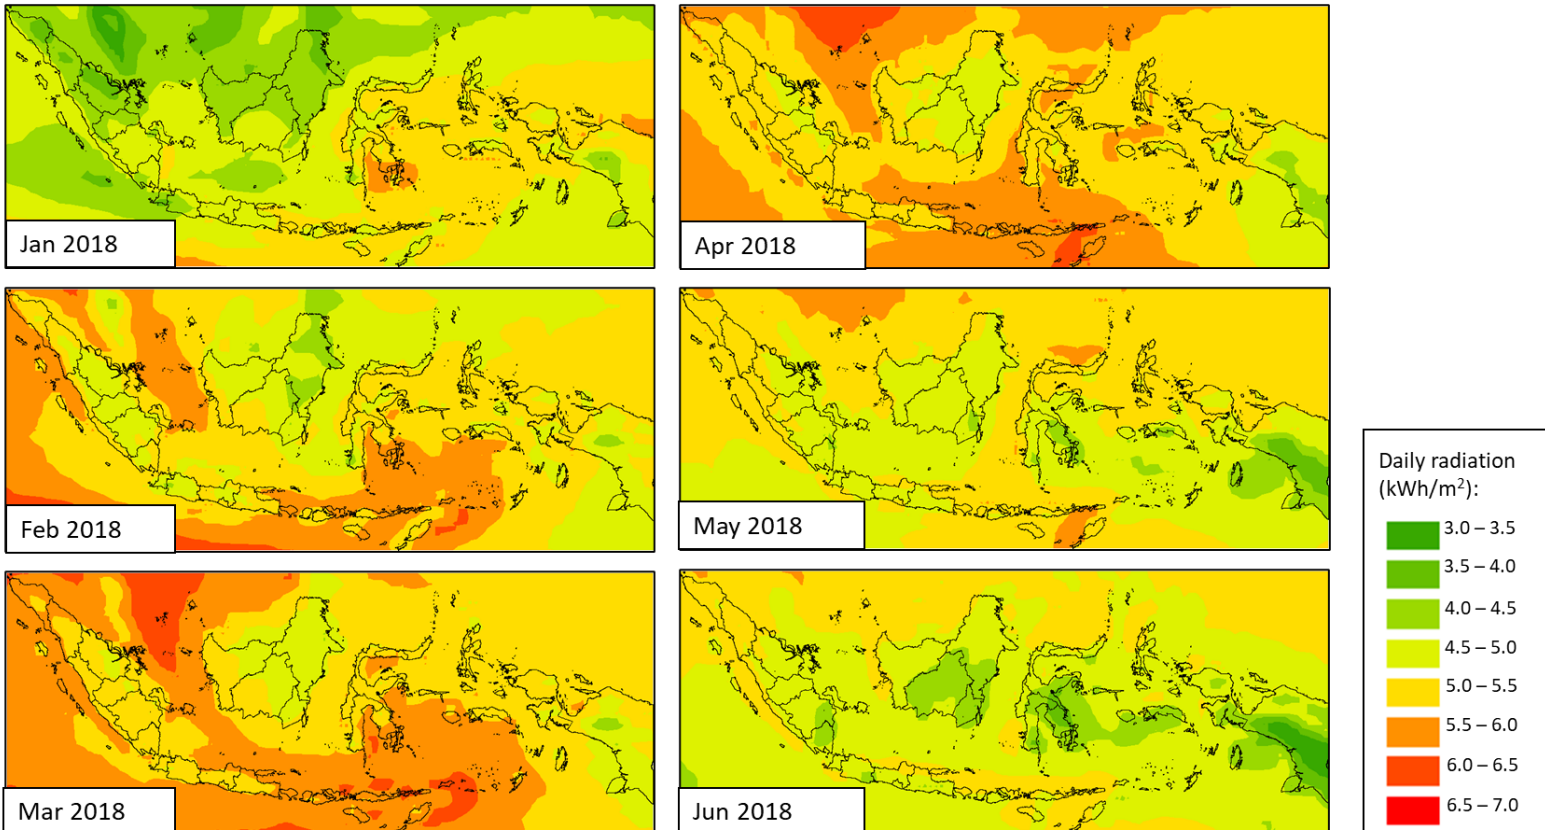 Jan 2018
Apr 2018
Feb 2018
May 2018
Mar 2018
Jun 2018
Daily radiation
(kWh/m²):
3.0 – 3.5
3.5 – 4.0
4.0 – 4.5
4.5 – 5.0
5.0 – 5.5
5.5 – 6.0
6.0 – 6.5
6.5 – 7.0